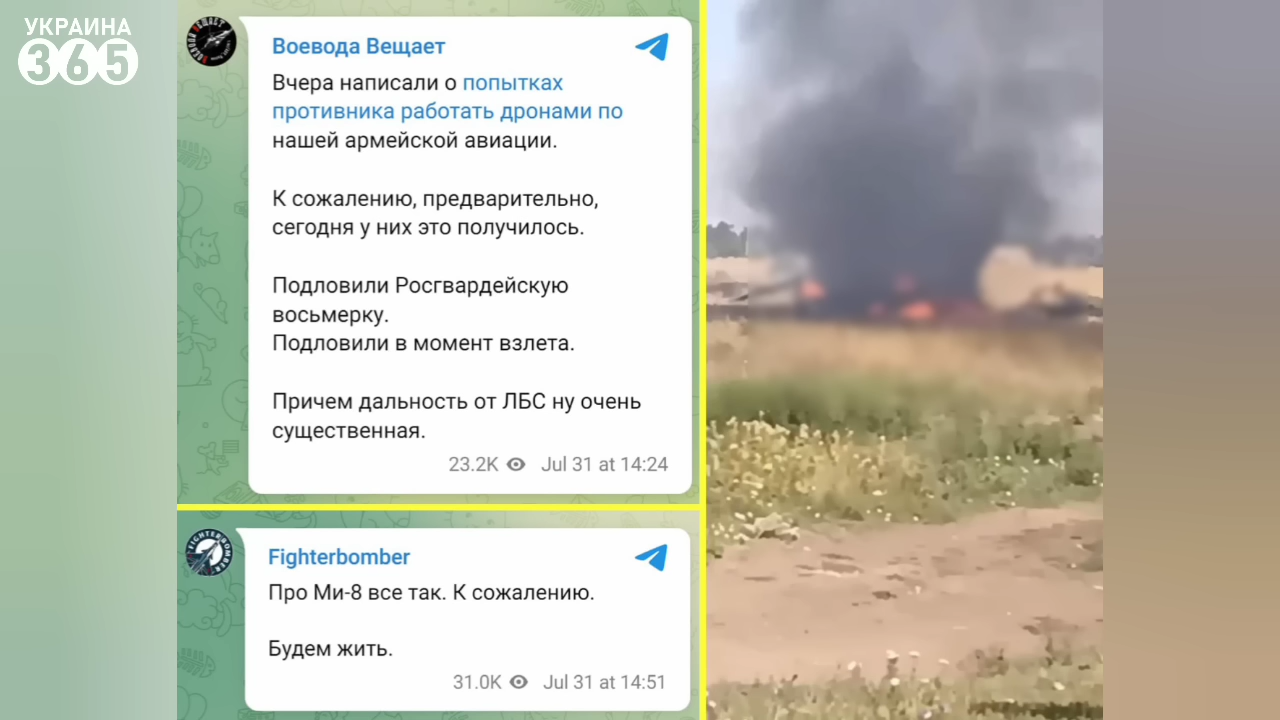 УКРАИНА
365
Воевода Вещает
Вчера написали о попытках
противника работать дронами по
нашей армейской авиации.
К сожалению, предварительно,
сегодня у них это получилось.
Подловили Росгвардейскую
восьмерку.
Подловили в момент взлета.
Причем дальность от ЛБС ну очень
существенная.
23.2K Jul 31 at 14:24
FIGHTERBOMBER
Fighterbomber
Про Ми-8 все так. К сожалению.
Будем жить.
31.0K Jul 31 at 14:51